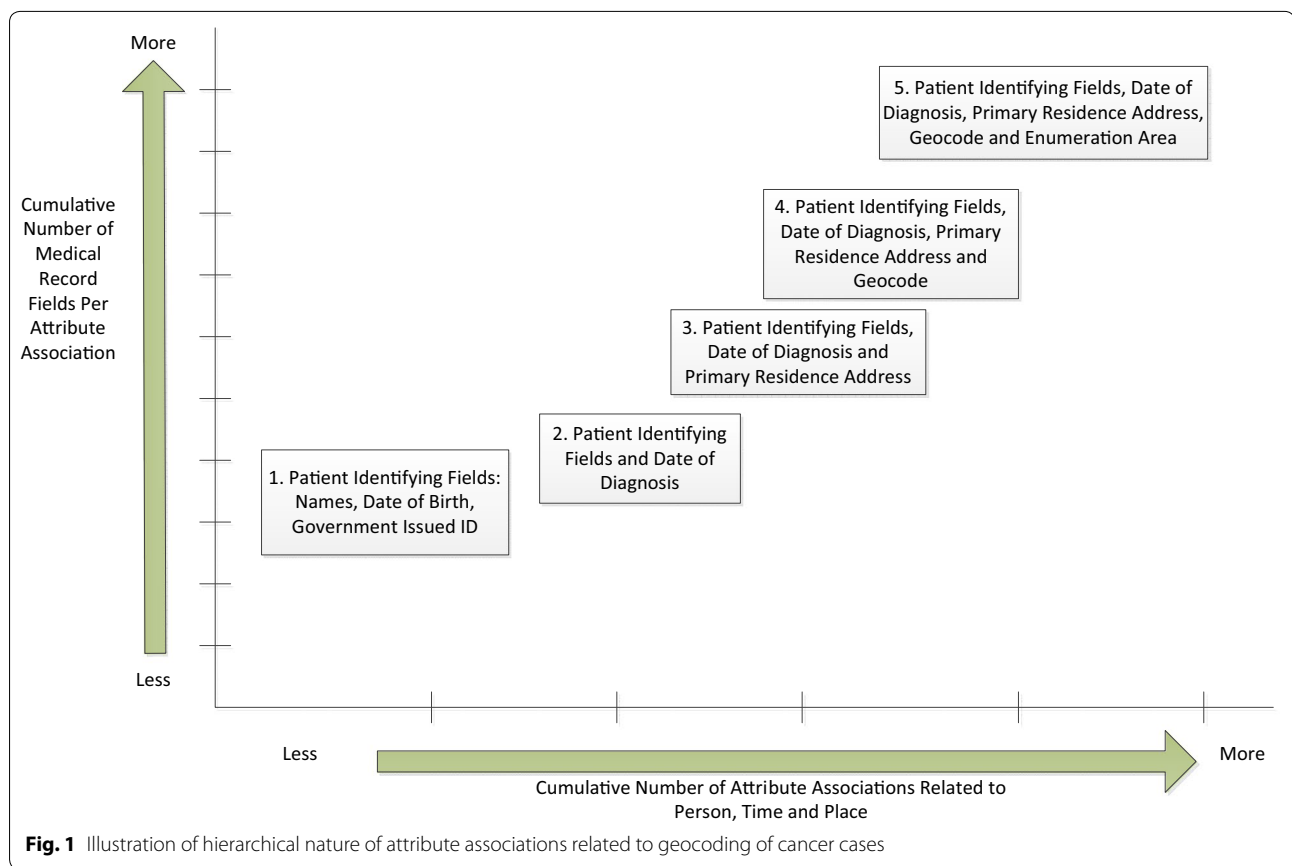 More
5. Patient Identifying Fields, Date of
Diagnosis, Primary Residence Address,
Geocode and Enumeration Area
Cumulative
Number of
Medical
Record
Fields Per
Attribute
Association
4. Patient Identifying Fields,
Date of Diagnosis, Primary
Residence Address and
Geocode
3. Patient Identifying Fields,
Date of Diagnosis and
Primary Residence Address
2. Patient Identifying
Fields and Date of
Diagnosis
1. Patient Identifying Fields:
Names, Date of Birth,
Government Issued ID
Less
Less
More
Cumulative Number of Attribute Associations Related to
Person, Time and Place
Fig. 1 Illustration of hierarchical nature of attribute associations related to geocoding of cancer cases